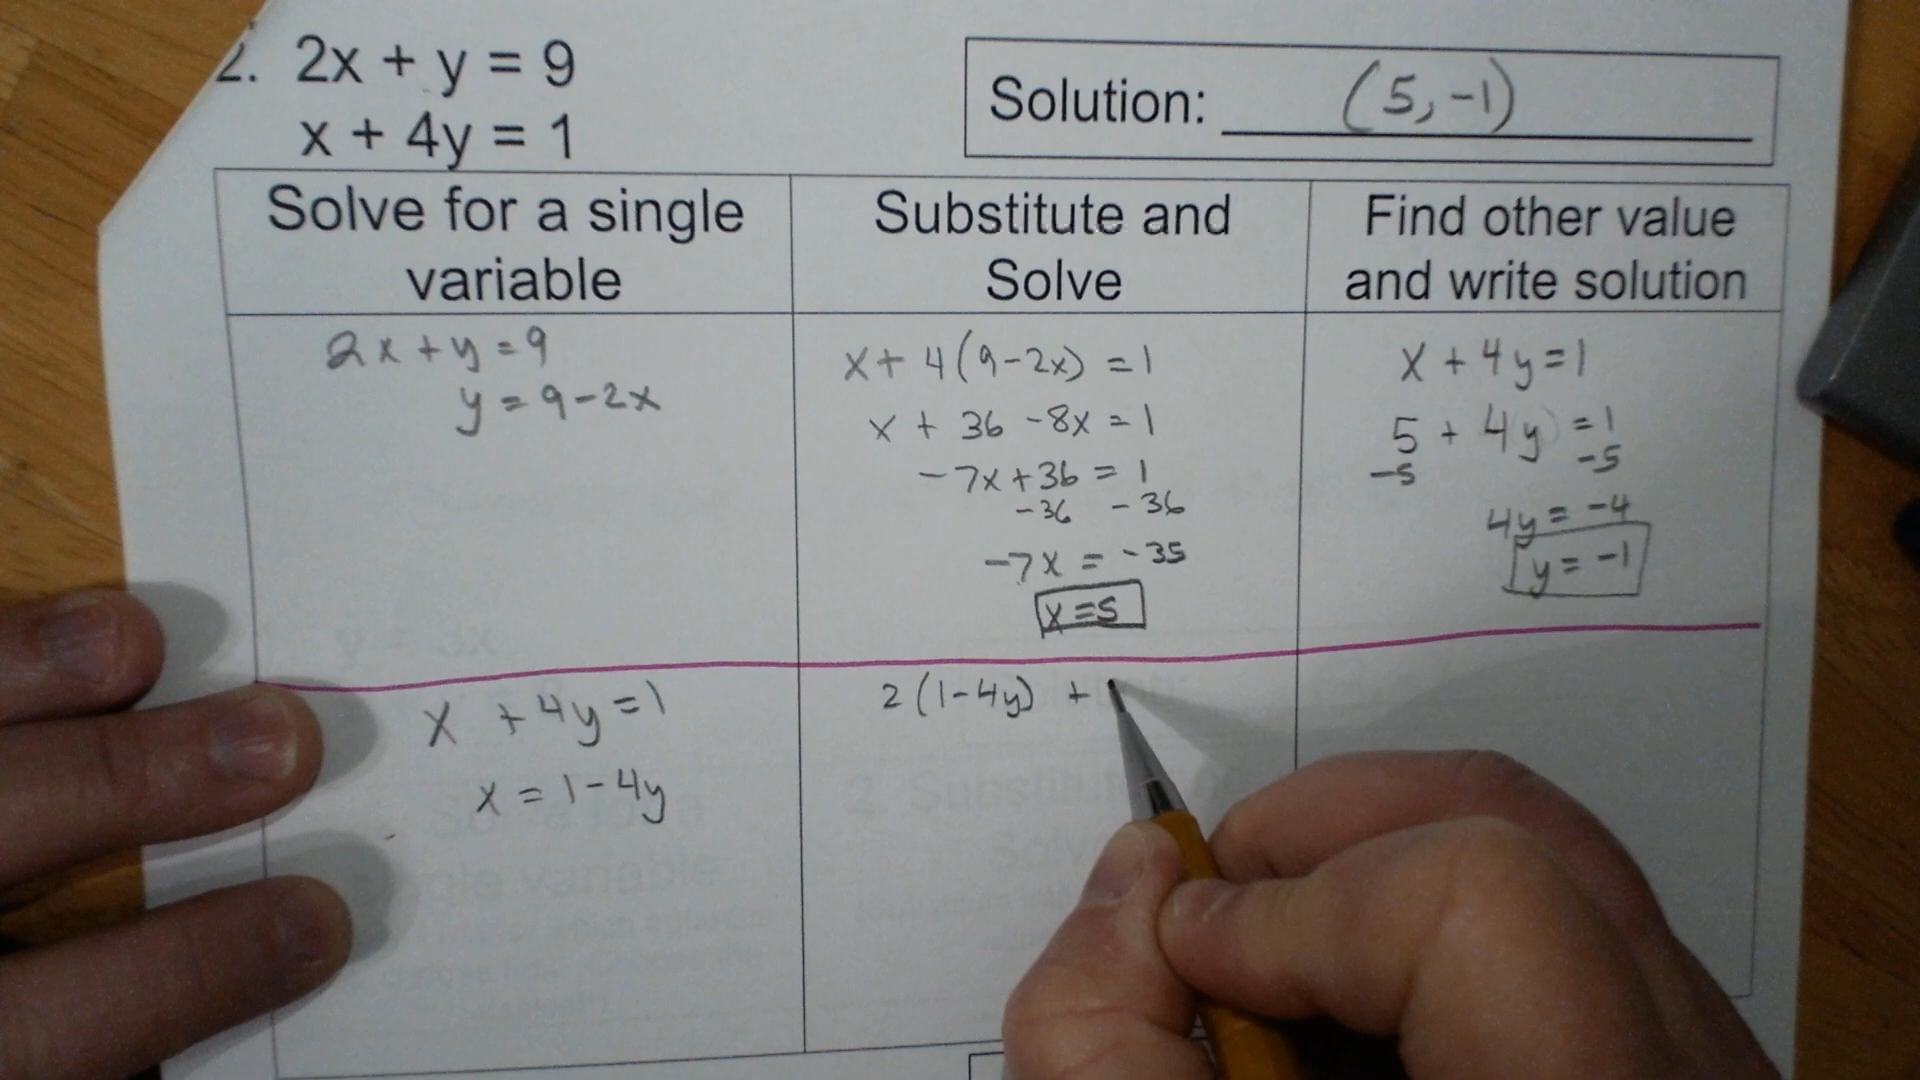 2. 2x + y = 9
x + 4y = 1
Solution: (5, -1)
Solve for a single
variable
Substitute and
Solve
Find other value
and write solution
2x + y = 9
y = 9 - 2x
x + 4(9 - 2x) = 1
x + 36 - 8x = 1
-7x + 36 = 1
-36 -36
-7x = -35
x = 5
x + 4y = 1
5 + 4y = 1
-5 -5
4y = -4
y = -1
x + 4y = 1
x = 1 - 4y
2(1 - 4y) +